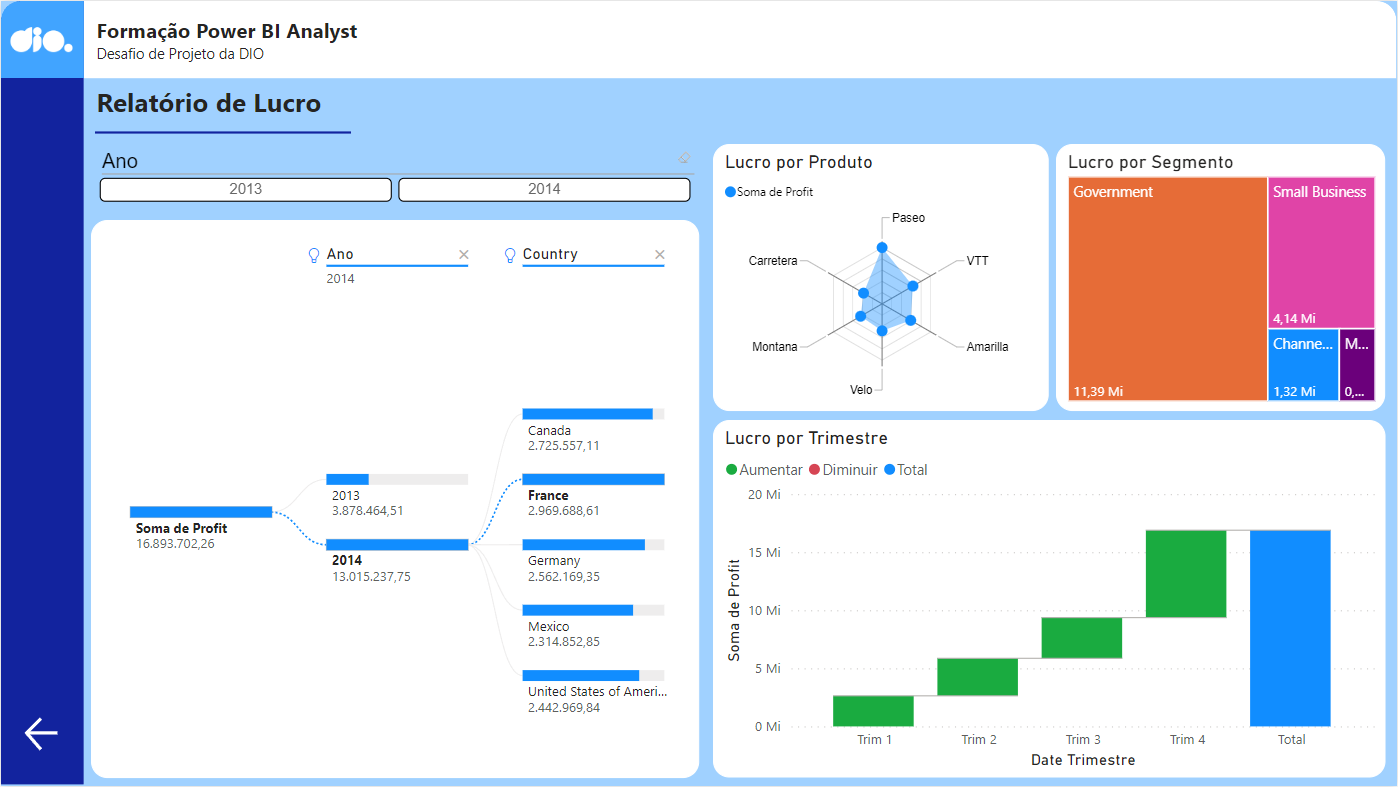 dio.
Formação Power BI Analyst
Desafio de Projeto da DIO
Relatório de Lucro
Ano
2013
2014
Ano
2014
Country
Soma de Profit
16.893.702,26
2013
3.878.464,51
2014
13.015.237,75
Canada
2.725.557,11
France
2.969.688,61
Germany
2.562.169,35
Mexico
2.314.852,85
United States of Ameri...
2.442.969,84
Lucro por Produto
Soma de Profit
Paseo
VTT
Amarilla
Velo
Montana
Carretera
Lucro por Segmento
Government
11,39 Mi
Small Business
4,14 Mi
Channe...
1,32 Mi
M...
0,...
Lucro por Trimestre
Aumentar Diminuir Total
Soma de Profit
20 Mi
15 Mi
10 Mi
5 Mi
0 Mi
Trim 1 Trim 2 Trim 3 Trim 4 Total
Date Trimestre